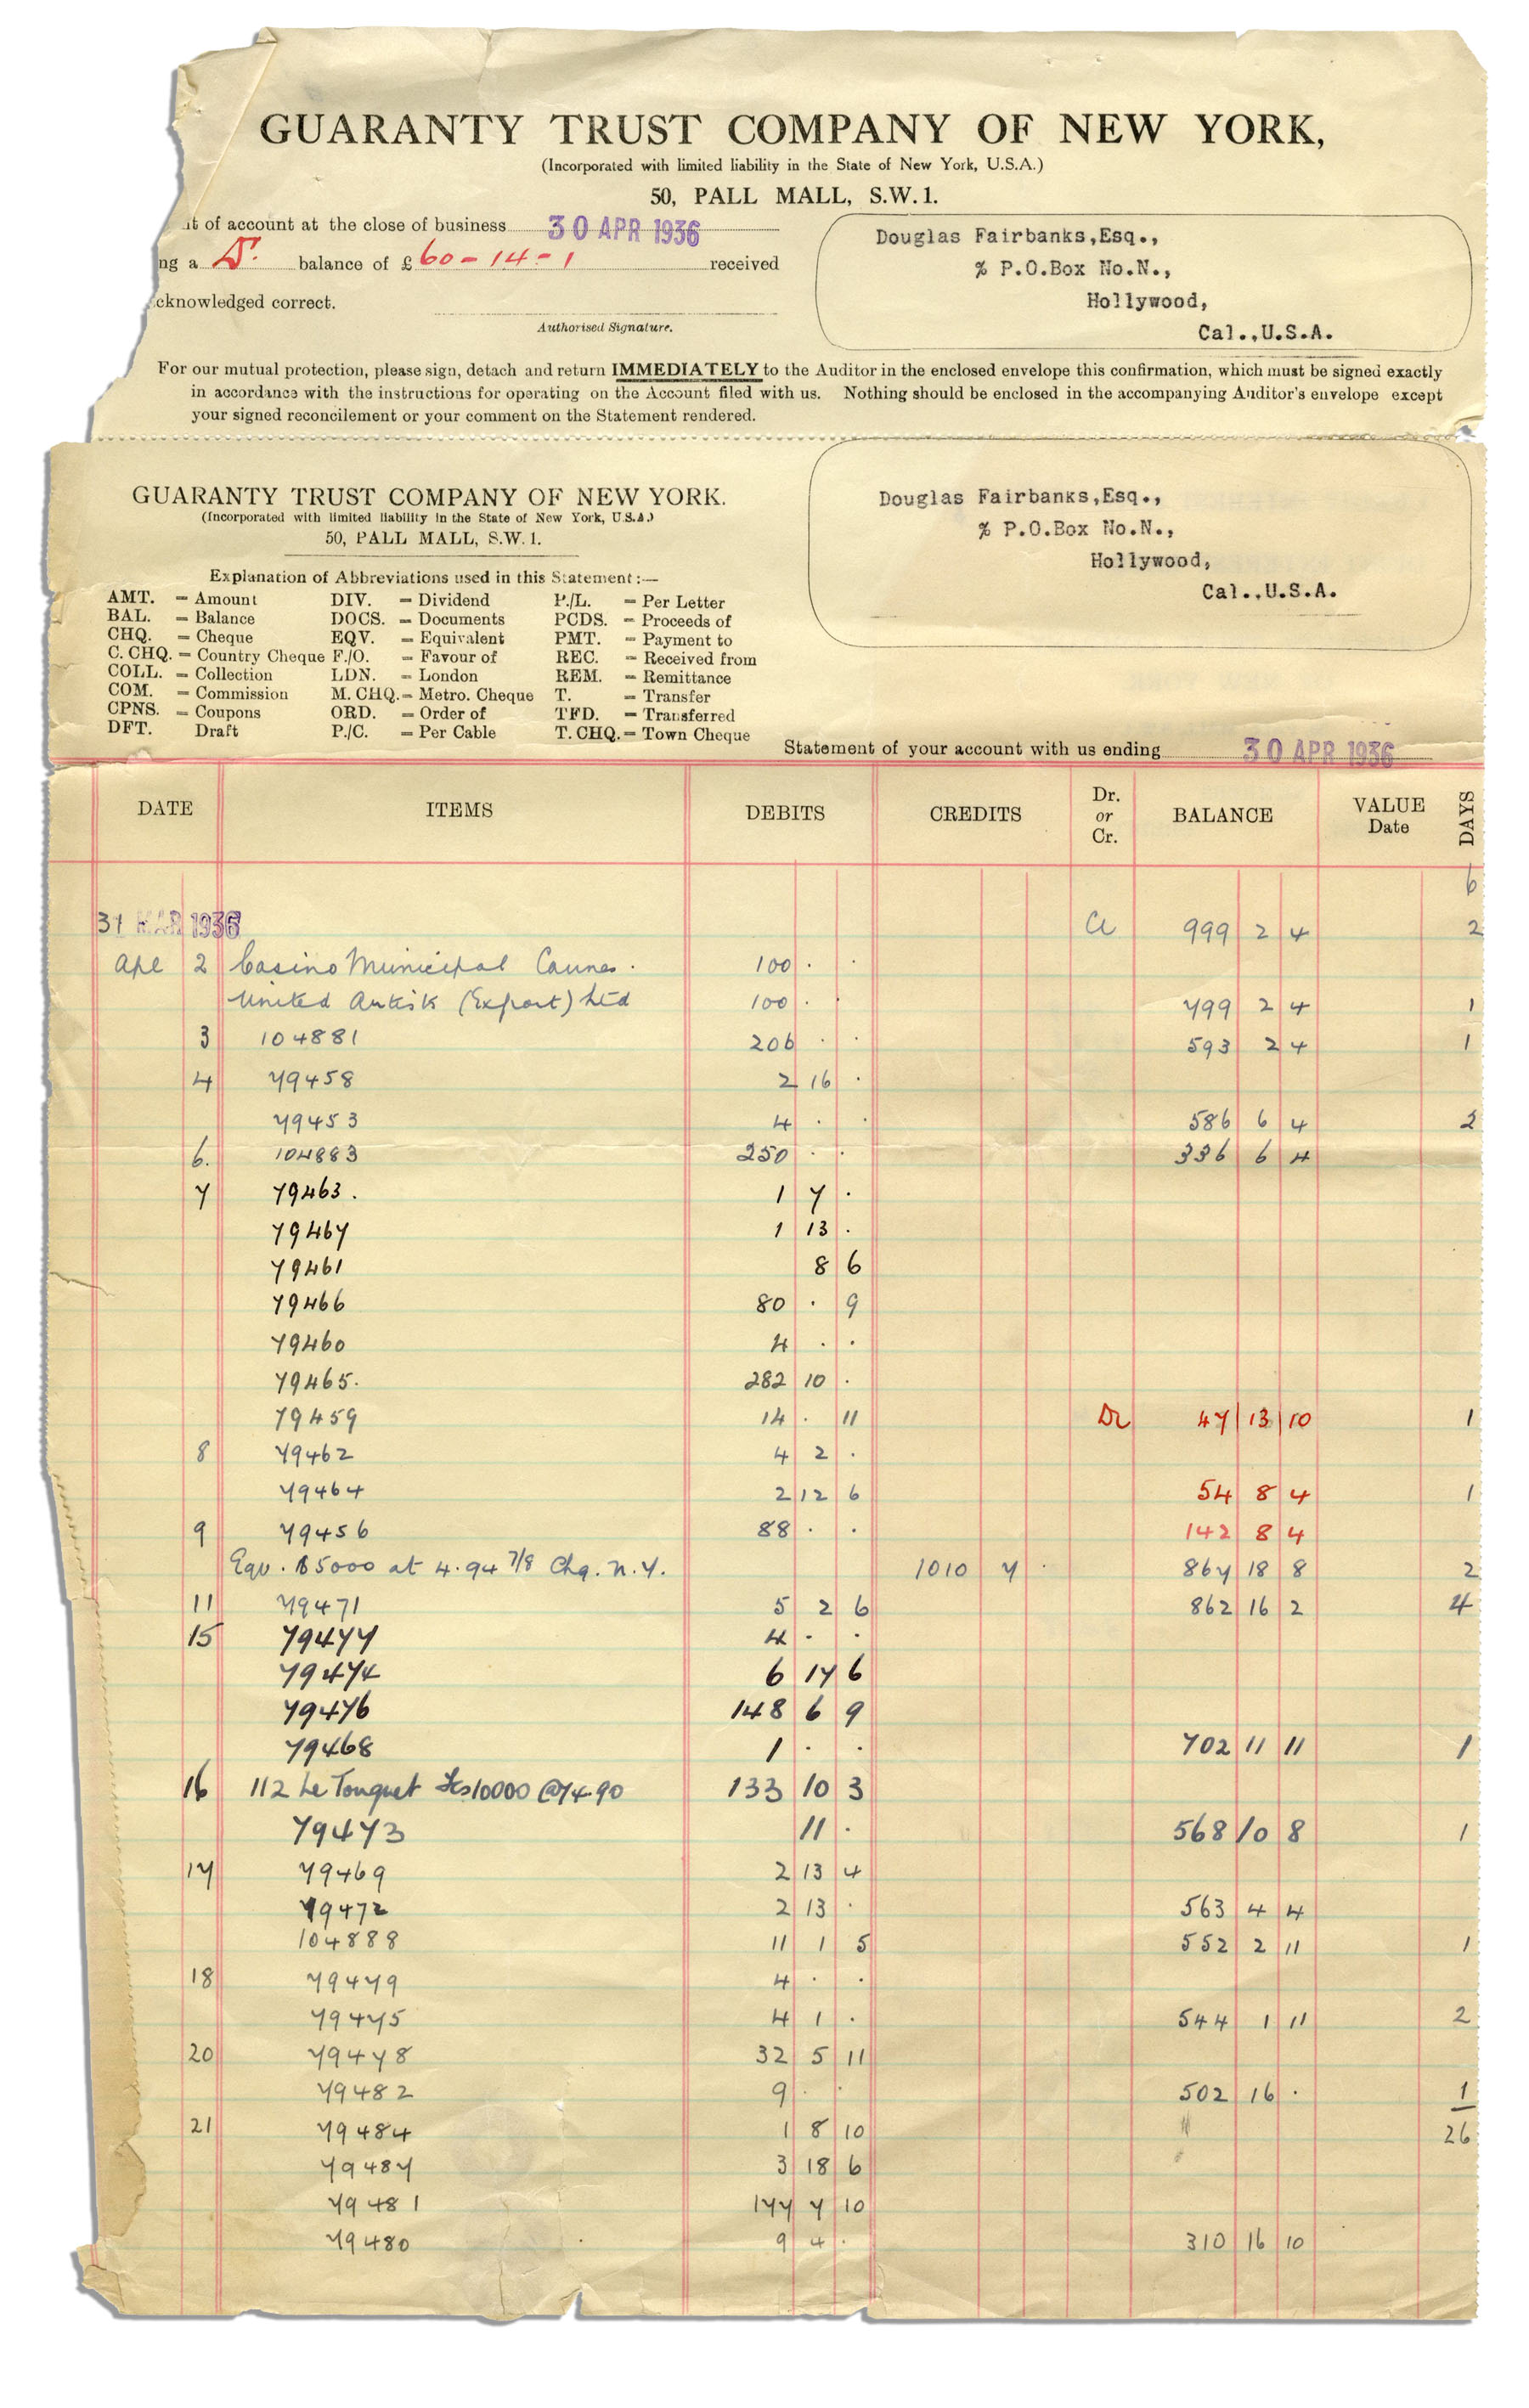 GUARANTY TRUST COMPANY OF NEW YORK,
(Incorporated with limited liability in the State of New York, U.S.A.)
50, PALL MALL, S.W.1.
of account at the close of business 30 APR 1936
ng a Dr. balance of £ 60-14-1 received
cknowledged correct.
Authorised Signature.
Douglas Fairbanks,Esq.,
% P.O.Box No.N.,
Hollywood,
Cal.,U.S.A.
For our mutual protection, please sign, detach and return IMMEDIATELY to the Auditor in the enclosed envelope this confirmation, which must be signed exactly
in accordance with the instructions for operating on the Account filed with us. Nothing should be enclosed in the accompanying Auditor's envelope except
your signed reconcilement or your comment on the Statement rendered.
GUARANTY TRUST COMPANY OF NEW YORK.
(Incorporated with limited liability in the State of New York, U.S.A.)
50, PALL MALL, S.W.1.
Douglas Fairbanks,Esq.,
% P.O.Box No.N.,
Hollywood,
Cal.,U.S.A.
Explanation of Abbreviations used in this Statement:—
AMT. = Amount DIV. = Dividend P./L. = Per Letter
BAL. = Balance DOCS. = Documents PCDS. = Proceeds of
CHQ. = Cheque EQV. = Equivalent PMT. = Payment to
C. CHQ. = Country Cheque F./O. = Favour of REC. = Received from
COLL. = Collection LDN. = London REM. = Remittance
COM. = Commission M. CHQ. = Metro. Cheque T. = Transfer
CPNS. = Coupons ORD. = Order of TFD. = Transferred
DFT. Draft P./C. = Per Cable T. CHQ. = Town Cheque
Statement of your account with us ending 30 APR 1936
DATE ITEMS DEBITS CREDITS Dr. or Cr. BALANCE VALUE Date DAYS
6
31 MAR 1936 Cr 999 2 4 2
Apl 2 Casino Municipal Cannes. 100 . .
United Artists (Export) Ltd 100 . . 799 2 4 1
3 104881 206 . . 593 2 4 1
4 79458 2 16 .
79453 4 . . 586 6 4 2
6. 104883 250 . . 336 6 4
7 79463. 1 7 .
79467 1 13 .
79461 8 6
79466 80 . 9
79460 4 . .
79465. 282 10 .
79459 14 . 11 Dr 47 13 10 1
8 79462 4 2 .
79464 2 12 6 54 8 4 1
9 79456 88 . . 142 8 4
Eqv. $5000 at 4.94 7/8 Chq. N.Y. 1010 7 . 867 18 8 2
11 79471 5 2 6 862 16 2 4
15 79477 4 . .
79474 6 17 6
79476 148 6 9
79468 1 . . 702 11 11 1
16 112 Le Touquet Fcs10000 @74.90 133 10 3
79473 11 . 568 10 8 1
17 79469 2 13 4
79472 2 13 . 563 4 4
104888 11 1 5 552 2 11 1
18 79479 4 . .
79475 4 1 . 544 1 11 2
20 79478 32 5 11
79482 9 . . 502 16 . 1
21 79484 1 8 10 26
79487 3 18 6
79481 177 7 10
79480 9 4 . 310 16 10